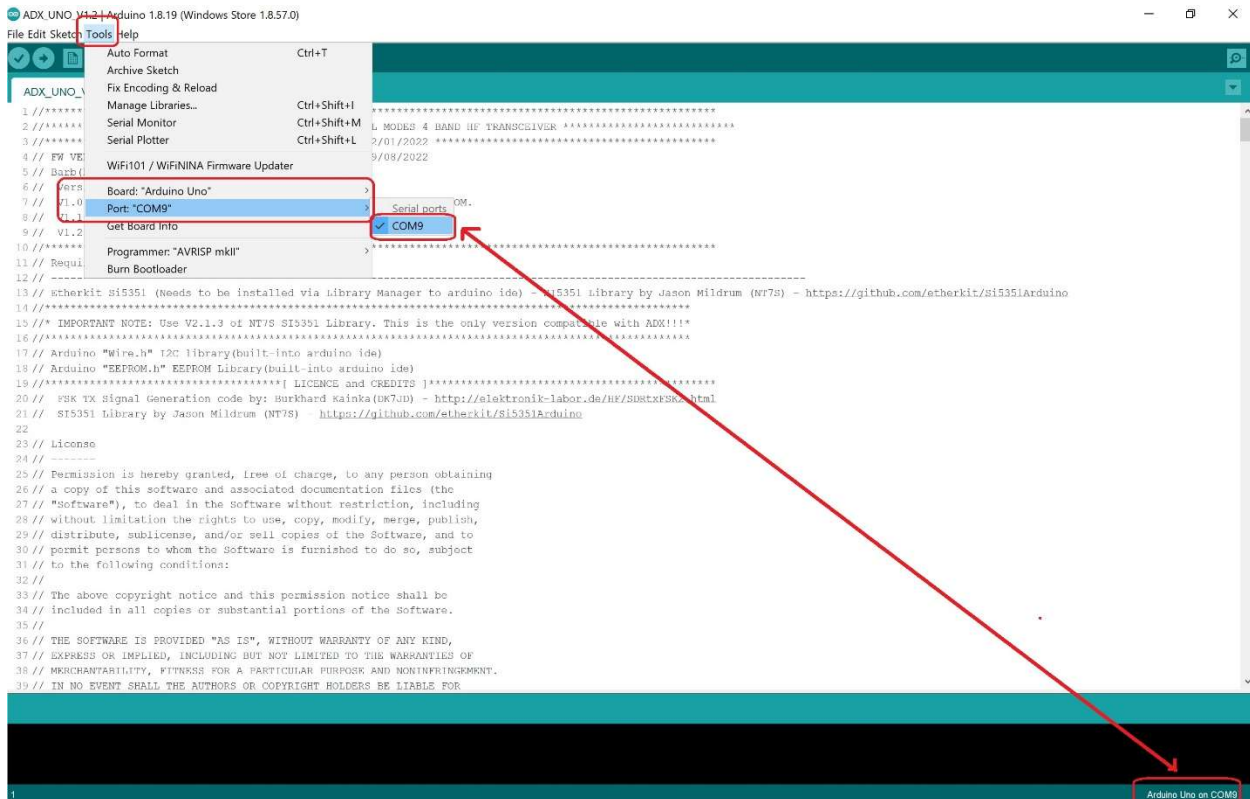 ADX_UNO_V1.2 | Arduino 1.8.19 (Windows Store 1.8.57.0)
File Edit Sketch Tools Help
Auto Format Ctrl+T
Archive Sketch
Fix Encoding & Reload
Manage Libraries... Ctrl+Shift+I
Serial Monitor Ctrl+Shift+M
Serial Plotter Ctrl+Shift+L
WiFi101 / WiFiNINA Firmware Updater
Board: "Arduino Uno"
Port: "COM9"
Get Board Info
Programmer: "AVRISP mkII"
Burn Bootloader
Serial ports
COM9
ADX_UNO_V
1 //******* ****************************************************
2 //****** L MODES 4 BAND HF TRANSCEIVER **************************
3 //****** 2/01/2022 ******************************************
4 // FW VE 9/08/2022
5 // Barb(
6 // Vers
7 // V1.0 OM.
8 // V1.1
9 // V1.2
10 //****** ****************************************************
11 // Requi
12 // ----------------------------------------------------------------------
13 // Etherkit Si5351 (Needs to be installed via Library Manager to arduino ide) - SI5351 Library by Jason Mildrum (NT7S) - https://github.com/etherkit/Si5351Arduino
14 //*****************************************************************************************
15 //* IMPORTANT NOTE: Use V2.1.3 of NT7S SI5351 Library. This is the only version compatible with ADX!!!*
16 //*****************************************************************************************
17 // Arduino "Wire.h" I2C library(built-into arduino ide)
18 // Arduino "EEPROM.h" EEPROM Library(built-into arduino ide)
19 //*************************************[ LICENCE and CREDITS ]*********************************************
20 // FSK TX Signal Generation code by: Burkhard Kainka(DK7JD) - http://elektronik-labor.de/HF/SDRtxFSK2.html
21 // SI5351 Library by Jason Mildrum (NT7S) - https://github.com/etherkit/Si5351Arduino
22
23 // License
24 // -------
25 // Permission is hereby granted, free of charge, to any person obtaining
26 // a copy of this software and associated documentation files (the
27 // "Software"), to deal in the Software without restriction, including
28 // without limitation the rights to use, copy, modify, merge, publish,
29 // distribute, sublicense, and/or sell copies of the Software, and to
30 // permit persons to whom the Software is furnished to do so, subject
31 // to the following conditions:
32 //
33 // The above copyright notice and this permission notice shall be
34 // included in all copies or substantial portions of the Software.
35 //
36 // THE SOFTWARE IS PROVIDED "AS IS", WITHOUT WARRANTY OF ANY KIND,
37 // EXPRESS OR IMPLIED, INCLUDING BUT NOT LIMITED TO THE WARRANTIES OF
38 // MERCHANTABILITY, FITNESS FOR A PARTICULAR PURPOSE AND NONINFRINGEMENT.
39 // IN NO EVENT SHALL THE AUTHORS OR COPYRIGHT HOLDERS BE LIABLE FOR
1 Arduino Uno on COM9